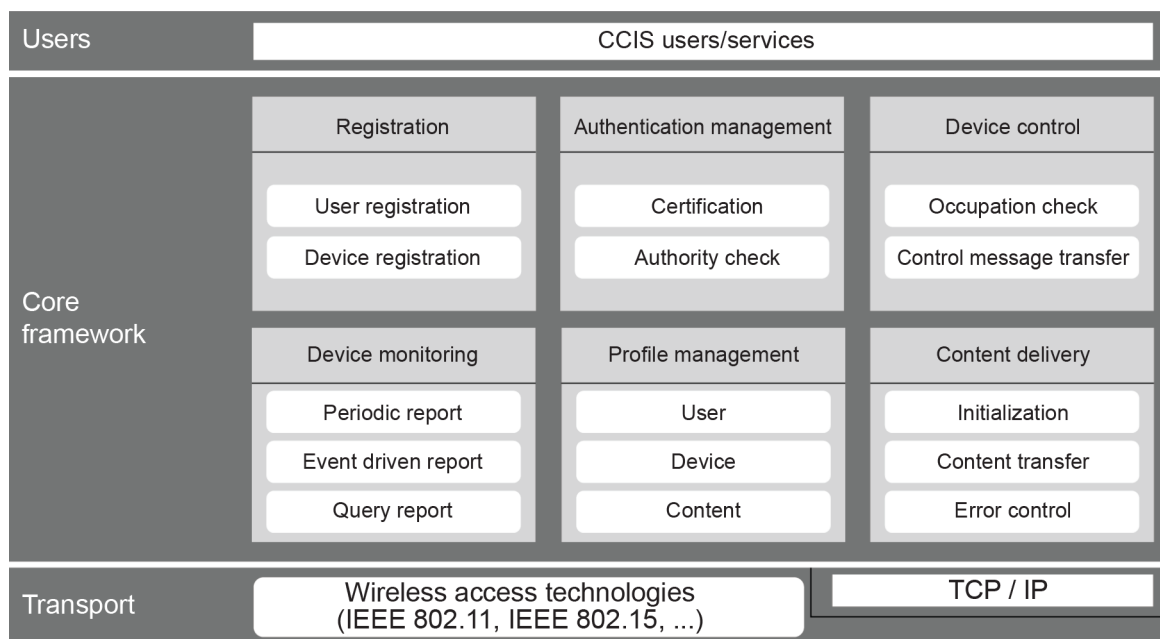 Users
CCIS users/services
Core
framework
Registration
User registration
Device registration
Authentication management
Certification
Authority check
Device control
Occupation check
Control message transfer
Device monitoring
Periodic report
Event driven report
Query report
Profile management
User
Device
Content
Content delivery
Initialization
Content transfer
Error control
Transport
Wireless access technologies
(IEEE 802.11, IEEE 802.15, ...)
TCP / IP